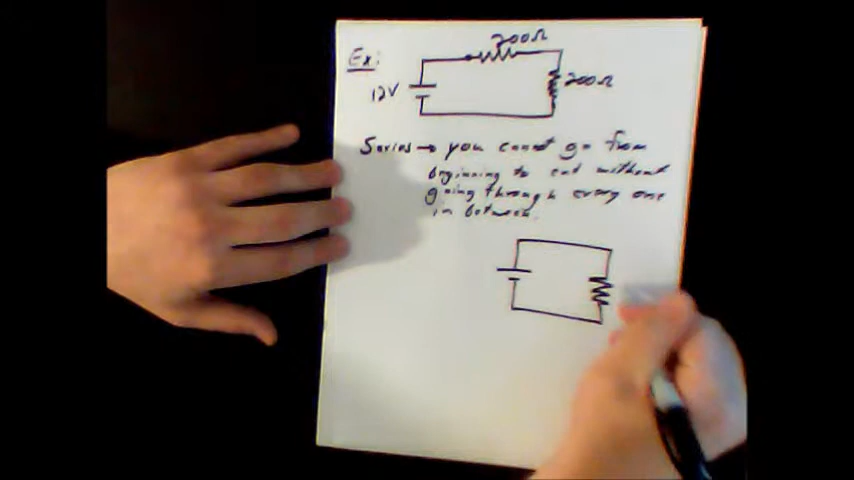 Ex:
200Ω
200Ω
12V
Series → you cannot go from
beginning to end without
going through every one
in between.